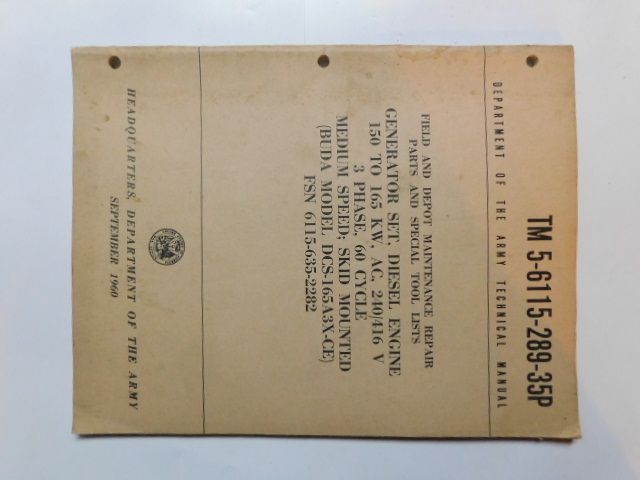 TM 5-6115-289-35P
DEPARTMENT OF THE ARMY TECHNICAL MANUAL
FIELD AND DEPOT MAINTENANCE REPAIR
PARTS AND SPECIAL TOOL LISTS
GENERATOR SET, DIESEL ENGINE
150 TO 165 KW, AC, 240/416 V
3 PHASE, 60 CYCLE
MEDIUM SPEED; SKID MOUNTED
(BUDA MODEL DCS-165A3X-CE)
FSN 6115-635-2282
HEADQUARTERS, DEPARTMENT OF THE ARMY
SEPTEMBER 1960